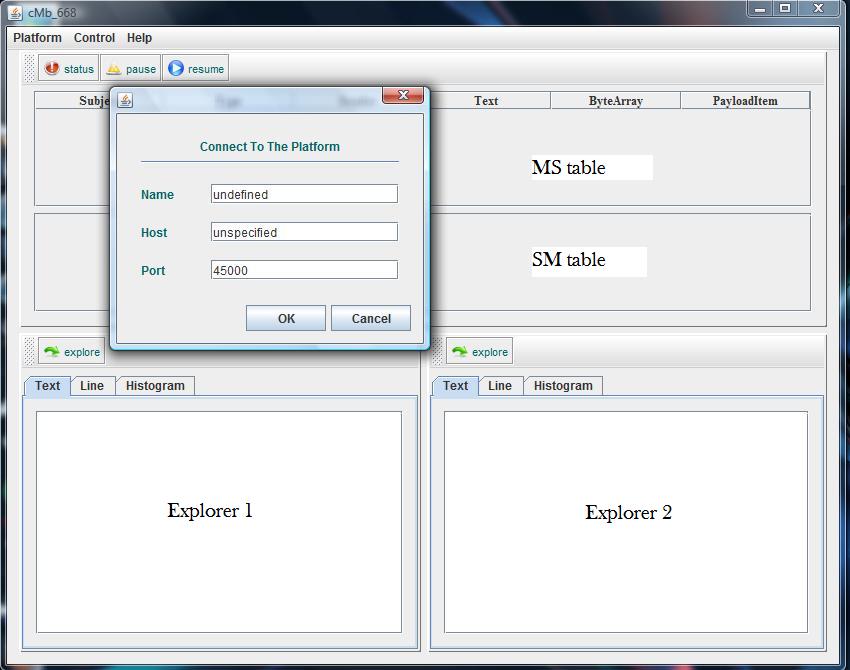 cMb_668
Platform Control Help
status pause resume
Text ByteArray PayloadItem
Connect To The Platform
Name undefined
Host unspecified
Port 45000
OK Cancel
MS table
SM table
explore
Text Line Histogram
Explorer 1
explore
Text Line Histogram
Explorer 2